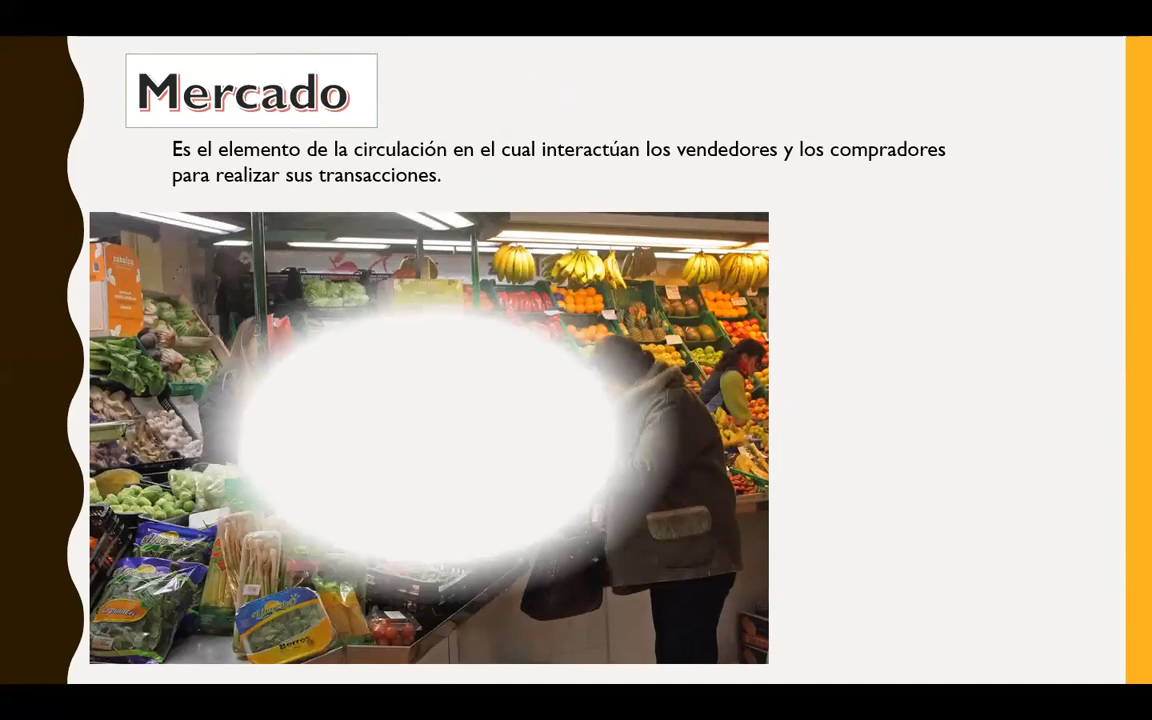 Mercado
Es el elemento de la circulación en el cual interactúan los vendedores y los compradores
para realizar sus transacciones.
Berros